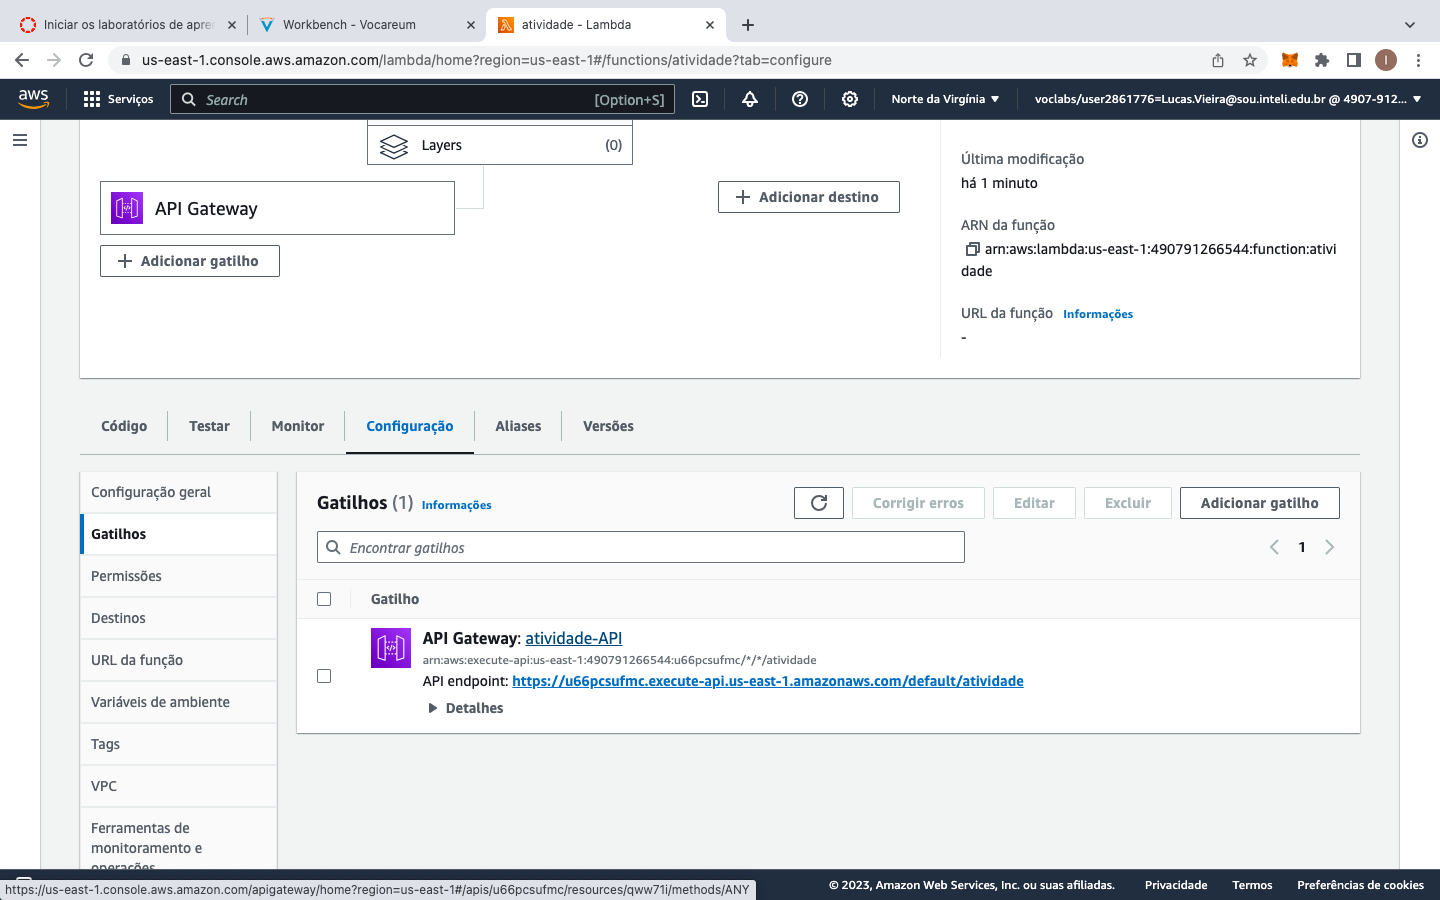 Iniciar os laboratórios de apre
Workbench - Vocareum
atividade - Lambda
us-east-1.console.aws.amazon.com/lambda/home?region=us-east-1#/functions/atividade?tab=configure
I
aws
Serviços
Search
[Option+S]
Norte da Virgínia
voclabs/user2861776=Lucas.Vieira@sou.inteli.edu.br @ 4907-912...
Layers
(0)
API Gateway
Adicionar gatilho
Adicionar destino
Última modificação
há 1 minuto
ARN da função
arn:aws:lambda:us-east-1:490791266544:function:ativi
dade
URL da função Informações
-
Código
Testar
Monitor
Configuração
Aliases
Versões
Configuração geral
Gatilhos
Permissões
Destinos
URL da função
Variáveis de ambiente
Tags
VPC
Ferramentas de
monitoramento e
operações
Gatilhos (1) Informações
Corrigir erros
Editar
Excluir
Adicionar gatilho
Encontrar gatilhos
1
Gatilho
API Gateway: atividade-API
arn:aws:execute-api:us-east-1:490791266544:u66pcsufmc/*/*/atividade
API endpoint: https://u66pcsufmc.execute-api.us-east-1.amazonaws.com/default/atividade
Detalhes
https://us-east-1.console.aws.amazon.com/apigateway/home?region=us-east-1#/apis/u66pcsufmc/resources/qww71i/methods/ANY
© 2023, Amazon Web Services, Inc. ou suas afiliadas.
Privacidade
Termos
Preferências de cookies